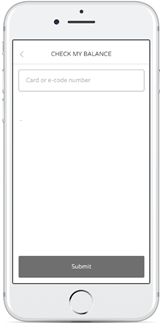 CHECK MY BALANCE
Card or e-code number
Submit